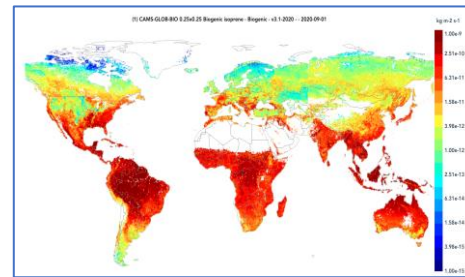 (f) CAMS-GLOB-BIO 0.25x0.25 Biogenic isoprene - Biogenic - v3.1-2020 - - 2020-09-01
kg m-2 s-1
1.00e-9
2.51e-10
6.31e-11
1.58e-11
3.98e-12
1.00e-12
2.51e-13
6.31e-14
1.58e-14
3.98e-15
1.00e-15